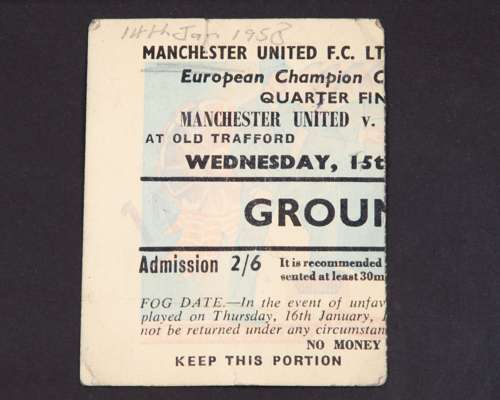 14th Jan 1958
MANCHESTER UNITED F.C. LT
European Champion C
QUARTER FIN
MANCHESTER UNITED v.
AT OLD TRAFFORD
WEDNESDAY, 15t
GROUN
Admission 2/6 It is recommended
sented at least 30m
FOG DATE.—In the event of unfav
played on Thursday, 16th January, 1
not be returned under any circumstan
NO MONEY
KEEP THIS PORTION